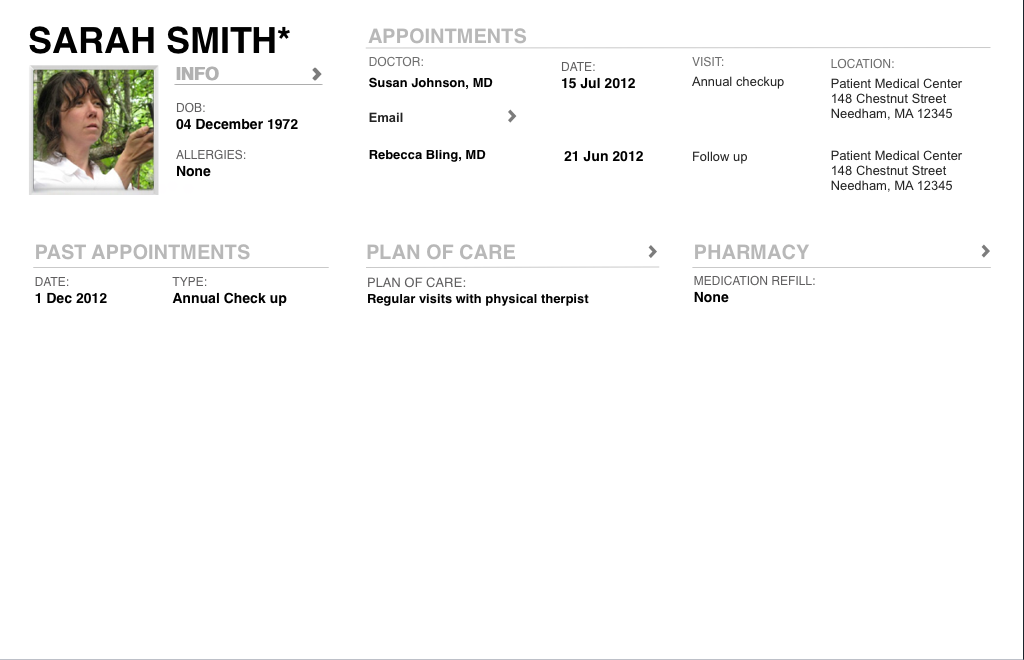 SARAH SMITH*
INFO
DOB:
04 December 1972
ALLERGIES:
None
APPOINTMENTS
DOCTOR:
DATE:
VISIT:
LOCATION:
Susan Johnson, MD
15 Jul 2012
Annual checkup
Patient Medical Center
148 Chestnut Street
Needham, MA 12345
Email
Rebecca Bling, MD
21 Jun 2012
Follow up
Patient Medical Center
148 Chestnut Street
Needham, MA 12345
PAST APPOINTMENTS
DATE:
TYPE:
1 Dec 2012
Annual Check up
PLAN OF CARE
PLAN OF CARE:
Regular visits with physical therpist
PHARMACY
MEDICATION REFILL:
None